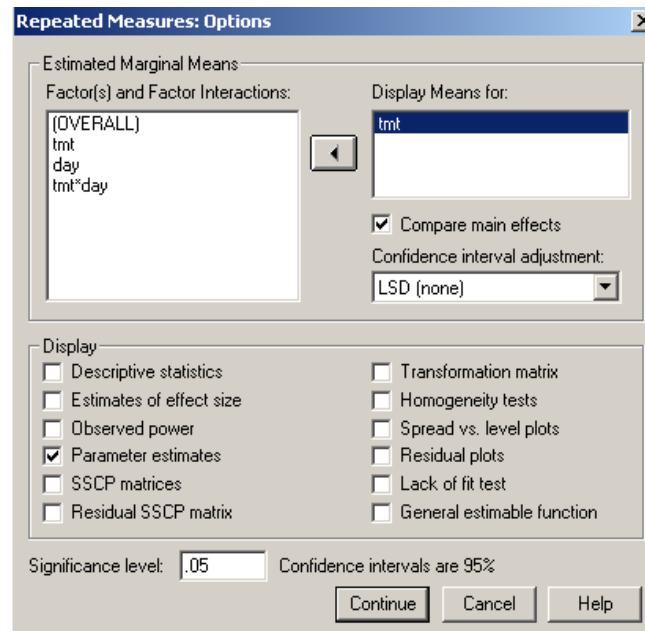 Repeated Measures: Options
Estimated Marginal Means
Factor(s) and Factor Interactions:
(OVERALL)
tmt
day
tmt*day
Display Means for:
tmt
Compare main effects
Confidence interval adjustment:
LSD (none)
Display
Descriptive statistics
Estimates of effect size
Observed power
Parameter estimates
SSCP matrices
Residual SSCP matrix
Transformation matrix
Homogeneity tests
Spread vs. level plots
Residual plots
Lack of fit test
General estimable function
Significance level: .05 Confidence intervals are 95%
Continue Cancel Help